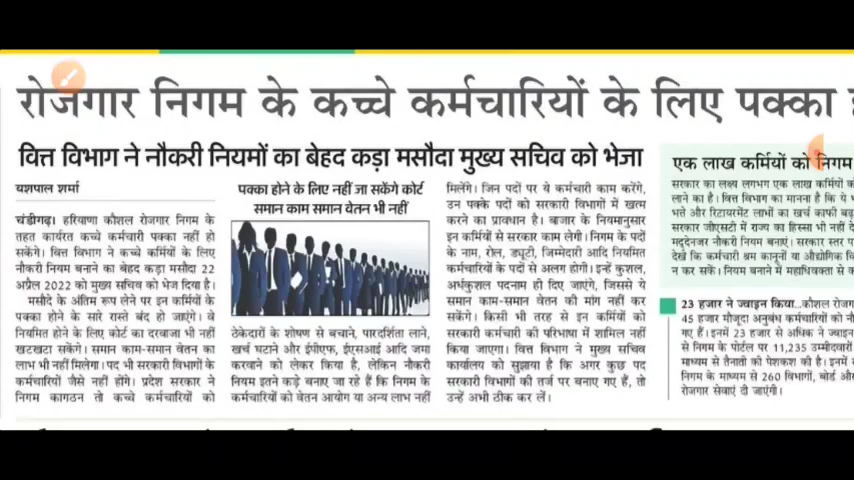 रोजगार निगम के कच्चे कर्मचारियों के लिए पक्का
वित्त विभाग ने नौकरी नियमों का बेहद कड़ा मसौदा मुख्य सचिव को भेजा
यशपाल शर्मा
चंडीगढ़। हरियाणा कौशल रोजगार निगम के
तहत कार्यरत कच्चे कर्मचारी पक्का नहीं हो
सकेंगे। वित्त विभाग ने कच्चे कर्मियों के लिए
नौकरी नियम बनाने का बेहद कड़ा मसौदा 22
अप्रैल 2022 को मुख्य सचिव को भेज दिया है।
मसौदे के अंतिम रूप लेने पर इन कर्मियों के
पक्का होने के सारे रास्ते बंद हो जाएंगे। वे
नियमित होने के लिए कोर्ट का दरवाजा भी नहीं
खटखटा सकेंगे। समान काम-समान वेतन का
लाभ भी नहीं मिलेगा। पद भी सरकारी विभागों के
कर्मचारियों जैसे नहीं होंगे। प्रदेश सरकार ने
निगम कागठन तो कच्चे कर्मचारियों को
पक्का होने के लिए नहीं जा सकेंगे कोर्ट
समान काम समान वेतन भी नहीं
ठेकेदारों के शोषण से बचाने, पारदर्शिता लाने,
खर्च घटाने और ईपीएफ, ईएसआई आदि जमा
करवाने को लेकर किया है, लेकिन नौकरी
नियम इतने कड़े बनाए जा रहे हैं कि निगम के
कर्मचारियों को वेतन आयोग या अन्य लाभ नहीं
मिलेंगे। जिन पदों पर ये कर्मचारी काम करेंगे,
उन पक्के पदों को सरकारी विभागों में खत्म
करने का प्रावधान है। बाजार के नियमानुसार
इन कर्मियों से सरकार काम लेगी। निगम के पदों
के नाम, रोल, ड्यूटी, जिम्मेदारी आदि नियमित
कर्मचारियों के पदों से अलग होगी। इन्हें कुशल,
अर्धकुशल पदनाम ही दिए जाएंगे, जिससे ये
समान काम-समान वेतन की मांग नहीं कर
सकेंगे। किसी भी तरह से इन कर्मियों को
सरकारी कर्मचारी की परिभाषा में शामिल नहीं
किया जाएगा। वित्त विभाग ने मुख्य सचिव
कार्यालय को सुझाया है कि अगर कुछ पद
सरकारी विभागों की तर्ज पर बनाए गए हैं, तो
उन्हें अभी ठीक कर लें।
एक लाख कर्मियों को निगम
सरकार का लक्ष्य लगभग एक लाख कर्मियों को
लाने का है। वित्त विभाग का मानना है कि ये
भत्ते और रिटायरमेंट लाभों का खर्च काफी
सरकार जीएसटी में राज्य का हिस्सा भी नहीं
मद्देनजर नौकरी नियम बनाएं। सरकार स्तर
देखे कि कर्मचारी श्रम कानूनों या औद्योगिक
न कर सकें। नियम बनाने में महाधिवक्ता से
23 हजार ने ज्वाइन किया...कौशल
45 हजार मौजूदा अनुबंध कर्मचारियों को
गए हैं। इनमें 23 हजार से अधिक ने
से निगम के पोर्टल पर 11,235 उम्मीदवारों
माध्यम से तैनाती की पेशकश की है। इनमें
निगम के माध्यम से 260 विभागों, बोर्ड
रोजगार सेवाएं दी जाएंगी।